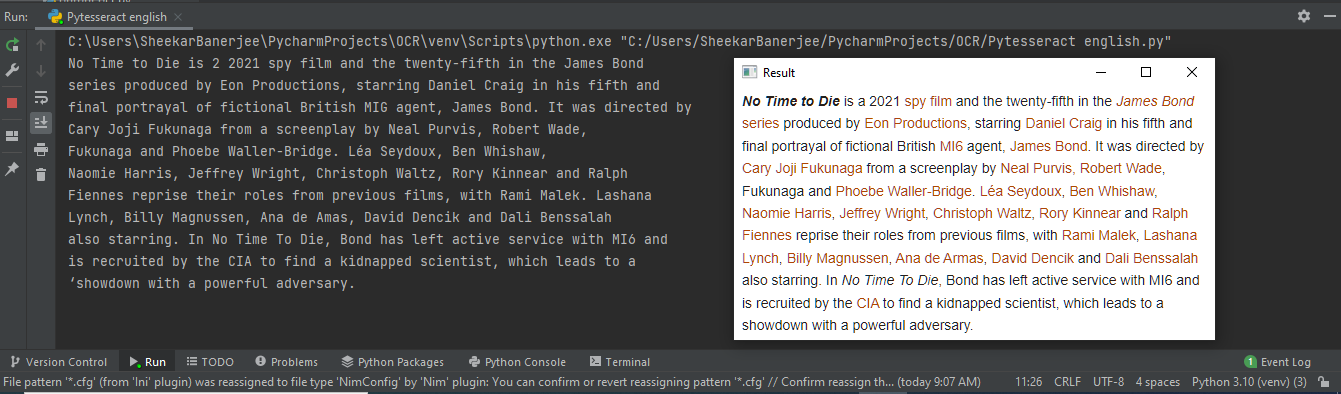 Run: Pytesseract english
C:\Users\SheekarBanerjee\PycharmProjects\OCR\venv\Scripts\python.exe "C:/Users/SheekarBanerjee/PycharmProjects/OCR/Pytesseract english.py"
No Time to Die is 2 2021 spy film and the twenty-fifth in the James Bond
series produced by Eon Productions, starring Daniel Craig in his fifth and
final portrayal of fictional British MIG agent, James Bond. It was directed by
Cary Joji Fukunaga from a screenplay by Neal Purvis, Robert Wade,
Fukunaga and Phoebe Waller-Bridge. Léa Seydoux, Ben Whishaw,
Naomie Harris, Jeffrey Wright, Christoph Waltz, Rory Kinnear and Ralph
Fiennes reprise their roles from previous films, with Rami Malek. Lashana
Lynch, Billy Magnussen, Ana de Amas, David Dencik and Dali Benssalah
also starring. In No Time To Die, Bond has left active service with MI6 and
is recruited by the CIA to find a kidnapped scientist, which leads to a
‘showdown with a powerful adversary.
Result
No Time to Die is a 2021 spy film and the twenty-fifth in the James Bond
series produced by Eon Productions, starring Daniel Craig in his fifth and
final portrayal of fictional British MI6 agent, James Bond. It was directed by
Cary Joji Fukunaga from a screenplay by Neal Purvis, Robert Wade,
Fukunaga and Phoebe Waller-Bridge. Léa Seydoux, Ben Whishaw,
Naomie Harris, Jeffrey Wright, Christoph Waltz, Rory Kinnear and Ralph
Fiennes reprise their roles from previous films, with Rami Malek, Lashana
Lynch, Billy Magnussen, Ana de Armas, David Dencik and Dali Benssalah
also starring. In No Time To Die, Bond has left active service with MI6 and
is recruited by the CIA to find a kidnapped scientist, which leads to a
showdown with a powerful adversary.
Version Control Run TODO Problems Python Packages Python Console Terminal 1 Event Log
File pattern '*.cfg' (from 'Ini' plugin) was reassigned to file type 'NimConfig' by 'Nim' plugin: You can confirm or revert reassigning pattern '*.cfg' // Confirm reassign th... (today 9:07 AM) 11:26 CRLF UTF-8 4 spaces Python 3.10 (venv) (3)